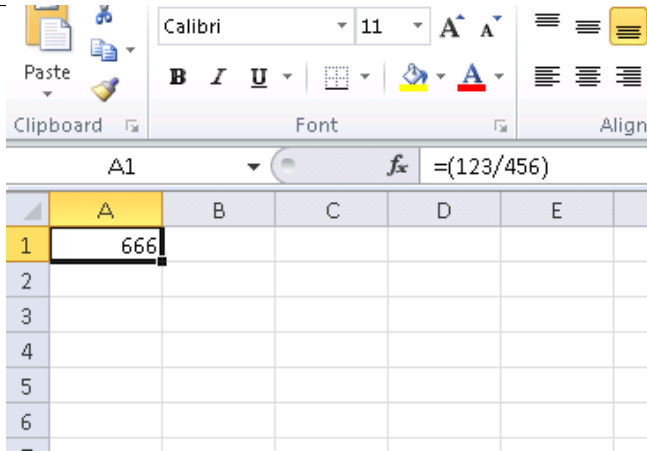 Calibri 11 A A
Paste B I U A
Clipboard Font Align
A1 fx =(123/456)
A B C D E
1 666
2
3
4
5
6